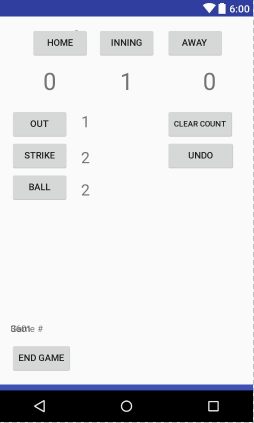 6:00
HOME INNING AWAY
0 1 0
OUT 1 CLEAR COUNT
STRIKE 2 UNDO
BALL 2
#
END GAME